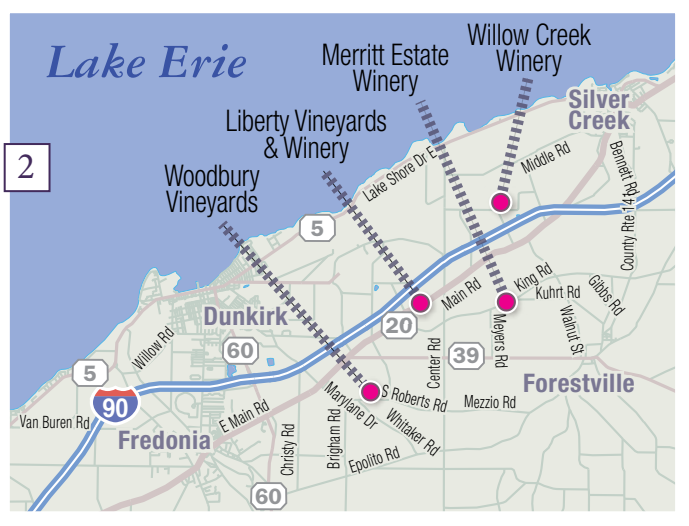 Lake Erie
Merritt Estate
Winery
Willow Creek
Winery
Silver
Creek
Liberty Vineyards
& Winery
Woodbury
Vineyards
2
Lake Shore Dr E
Middle Rd
Bennett Rd
County Rte 141
5
Main Rd
King Rd
Kuhrt Rd
Gibbs Rd
Walnut St
Meyers Rd
Dunkirk
20
Willow Rd
60
39
Center Rd
5
90
Forestville
S Roberts Rd
Mezzio Rd
Marylane Dr
Whitaker Rd
Van Buren Rd
E Main Rd
Fredonia
Christy Rd
Brigham Rd
Epolito Rd
60